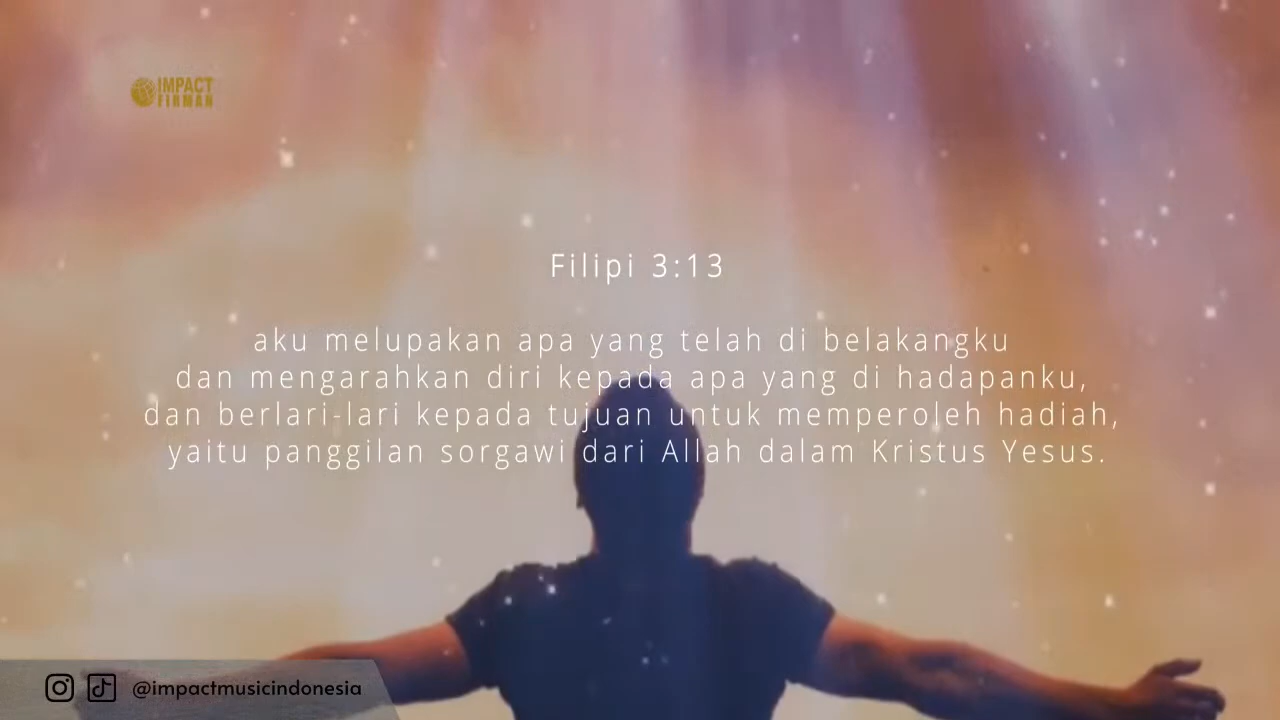 IMPACT
FIRMAN
Filipi 3:13
aku melupakan apa yang telah di belakangku
dan mengarahkan diri kepada apa yang di hadapanku,
dan berlari-lari kepada tujuan untuk memperoleh hadiah,
yaitu panggilan sorgawi dari Allah dalam Kristus Yesus.
@impactmusicindonesia